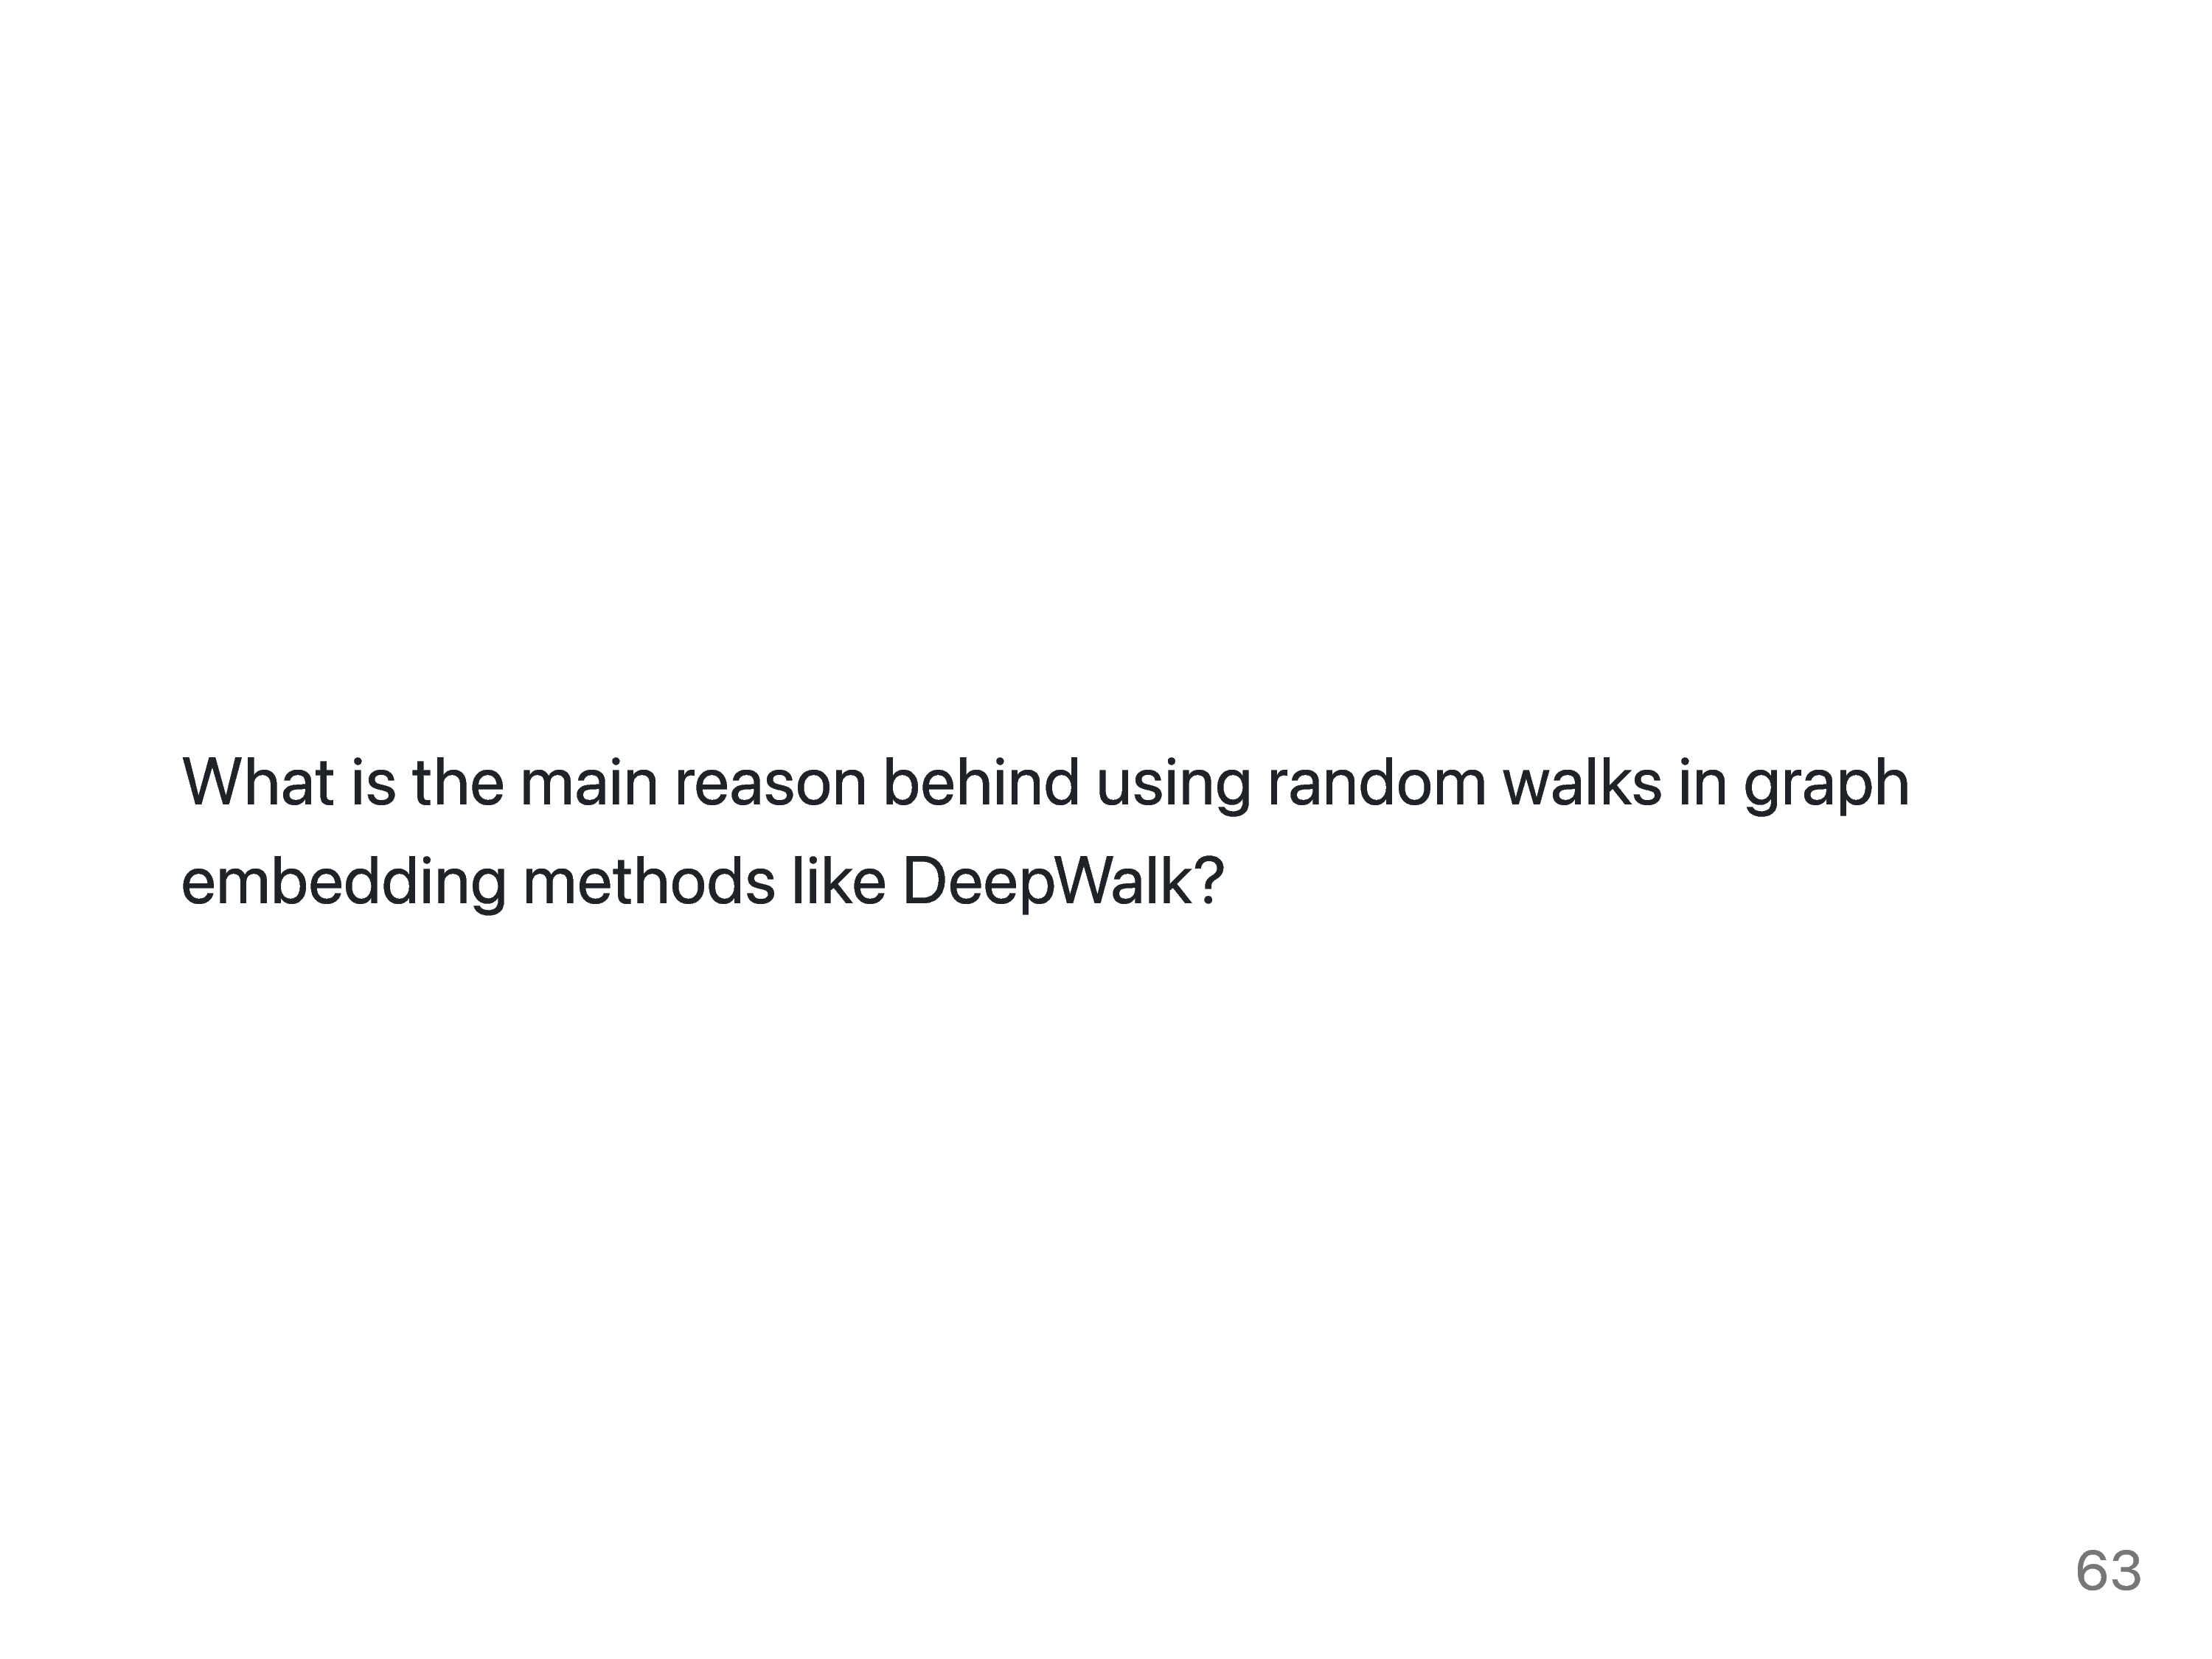 What is the main reason behind using random walks in graph
embedding methods like DeepWalk?
63